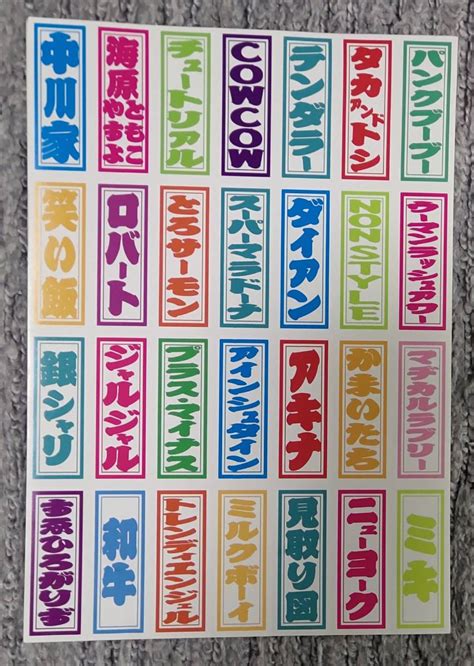 中川家
海原やすよ ともこ
チュートリアル
COWCOW
テンダラー
タカアンドトシ
パンクブーブー
笑い飯
ロバート
とろサーモン
スーパーマラドーナ
ダイアン
NON STYLE
ウーマンラッシュアワー
銀シャリ
ジャルジャル
プラス・マイナス
アインシュタイン
アキナ
かまいたち
マヂカルラブリー
すゑひろがりず
和牛
トレンディエンジェル
ミルクボーイ
見取り図
ニューヨーク
ミキ